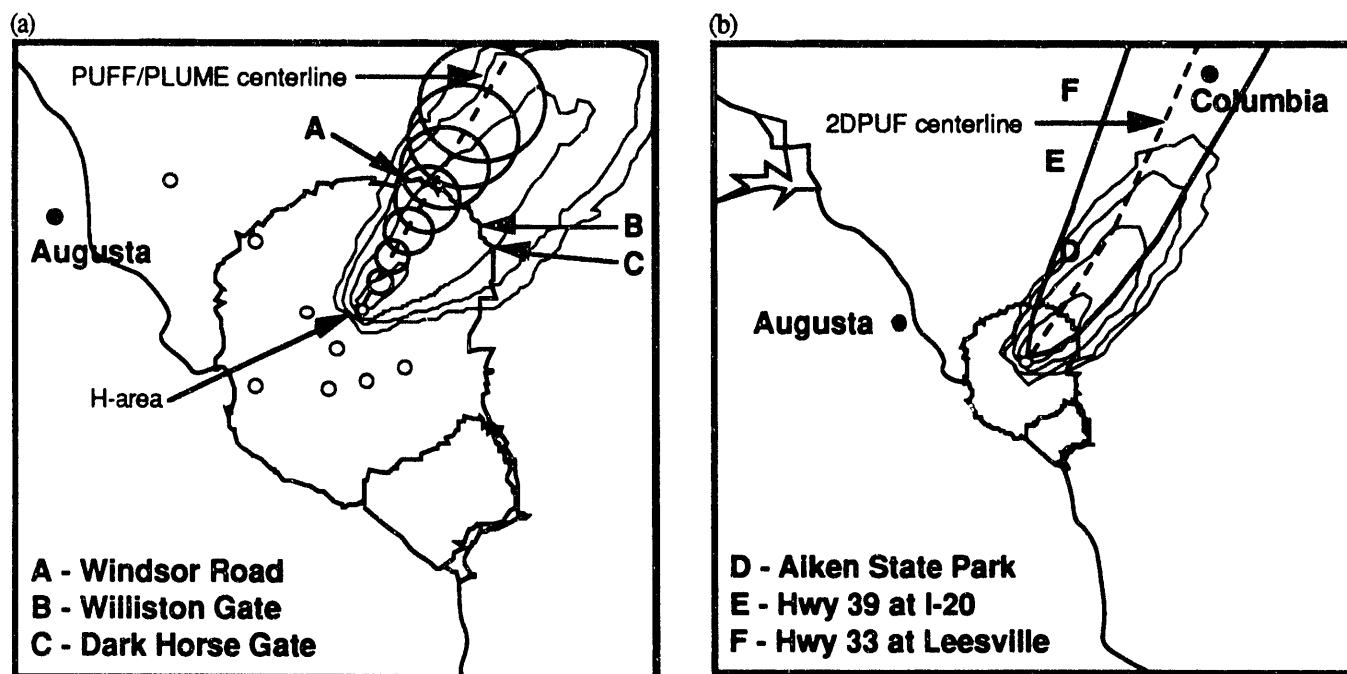 (a)
PUFF/PLUME centerline
A
B
C
Augusta
H-area
A - Windsor Road
B - Williston Gate
C - Dark Horse Gate
(b)
F
Columbia
2DPUF centerline
E
D
Augusta
D - Aiken State Park
E - Hwy 39 at I-20
F - Hwy 33 at Leesville